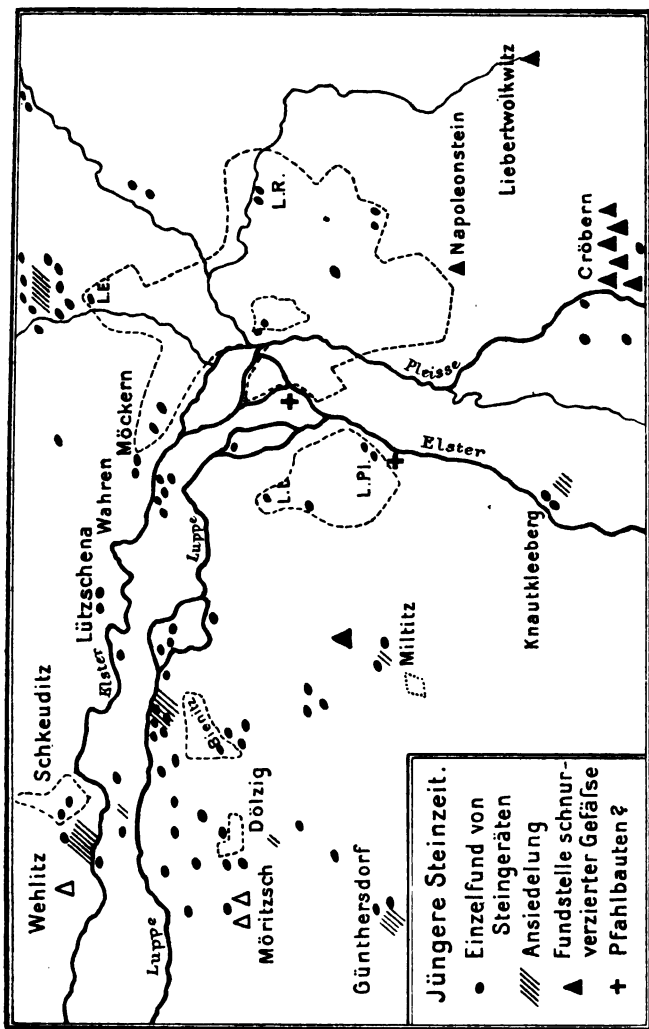 Wehlitz
Schkeuditz
Lützschena
Wahren
Möckern
L.E.
Elster
Luppe
Luppe
Bienitz
Dölzig
Möritzsch
Günthersdorf
Miltitz
L.L.
L.Pl.
L.R.
Napoleonstein
Liebertwolkwitz
Cröbern
Pleisse
Elster
Knautkleeberg
Jüngere Steinzeit.
Einzelfund von
Steingeräten
Ansiedelung
Fundstelle schnur-
verzierter Gefäſse
Pfahlbauten?